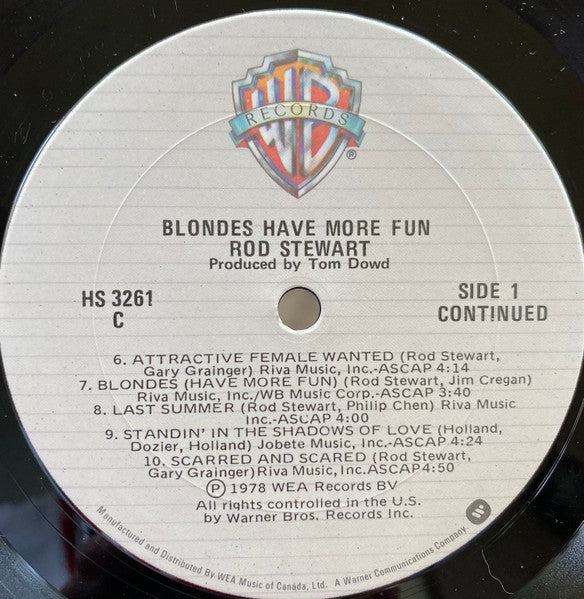 WB
RECORDS
®
BLONDES HAVE MORE FUN
ROD STEWART
Produced by Tom Dowd
HS 3261
C
SIDE 1
CONTINUED
6. ATTRACTIVE FEMALE WANTED (Rod Stewart,
Gary Grainger) Riva Music, Inc.-ASCAP 4:14
7. BLONDES (HAVE MORE FUN) (Rod Stewart, Jim Cregan)
Riva Music, Inc./WB Music Corp.-ASCAP 3:40
8. LAST SUMMER (Rod Stewart, Philip Chen) Riva Music
Inc.-ASCAP 4:00
9. STANDIN' IN THE SHADOWS OF LOVE (Holland,
Dozier, Holland) Jobete Music, Inc.-ASCAP 4:24
10. SCARRED AND SCARED (Rod Stewart,
Gary Grainger) Riva Music, Inc.ASCAP 4:50
℗ 1978 WEA Records BV
All rights controlled in the U.S.
by Warner Bros. Records Inc.
Manufactured and Distributed By WEA Music of Canada, Ltd. A Warner Communications Company